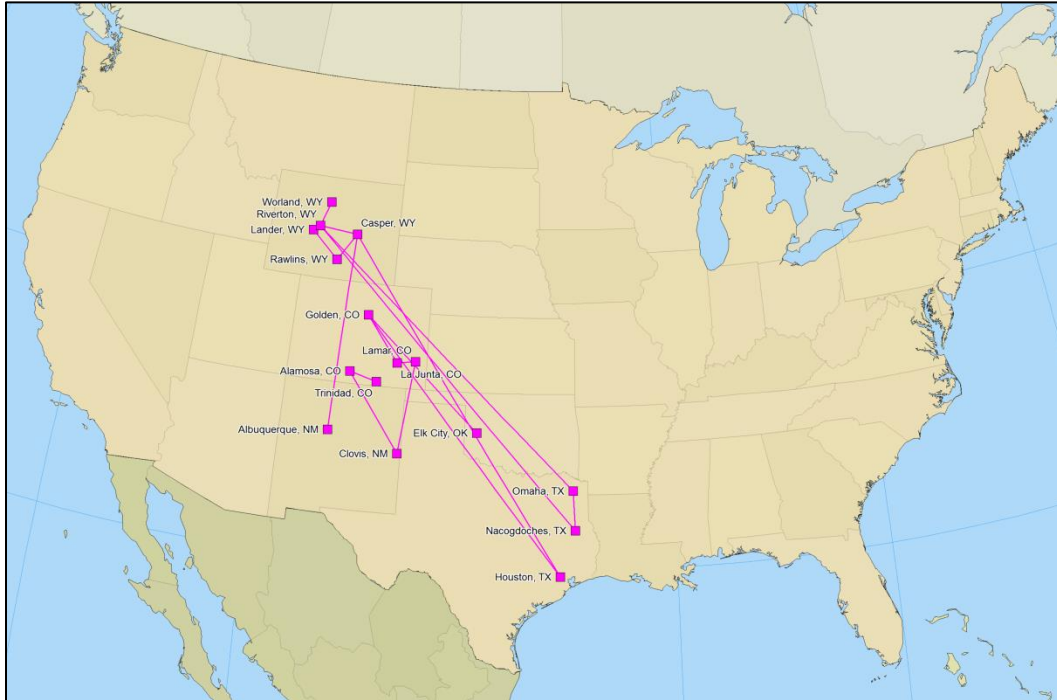 Worland, WY
Riverton, WY
Lander, WY
Casper, WY
Rawlins, WY
Golden, CO
Lamar, CO
Alamosa, CO
La Junta, CO
Trinidad, CO
Albuquerque, NM
Elk City, OK
Clovis, NM
Omaha, TX
Nacogdoches, TX
Houston, TX